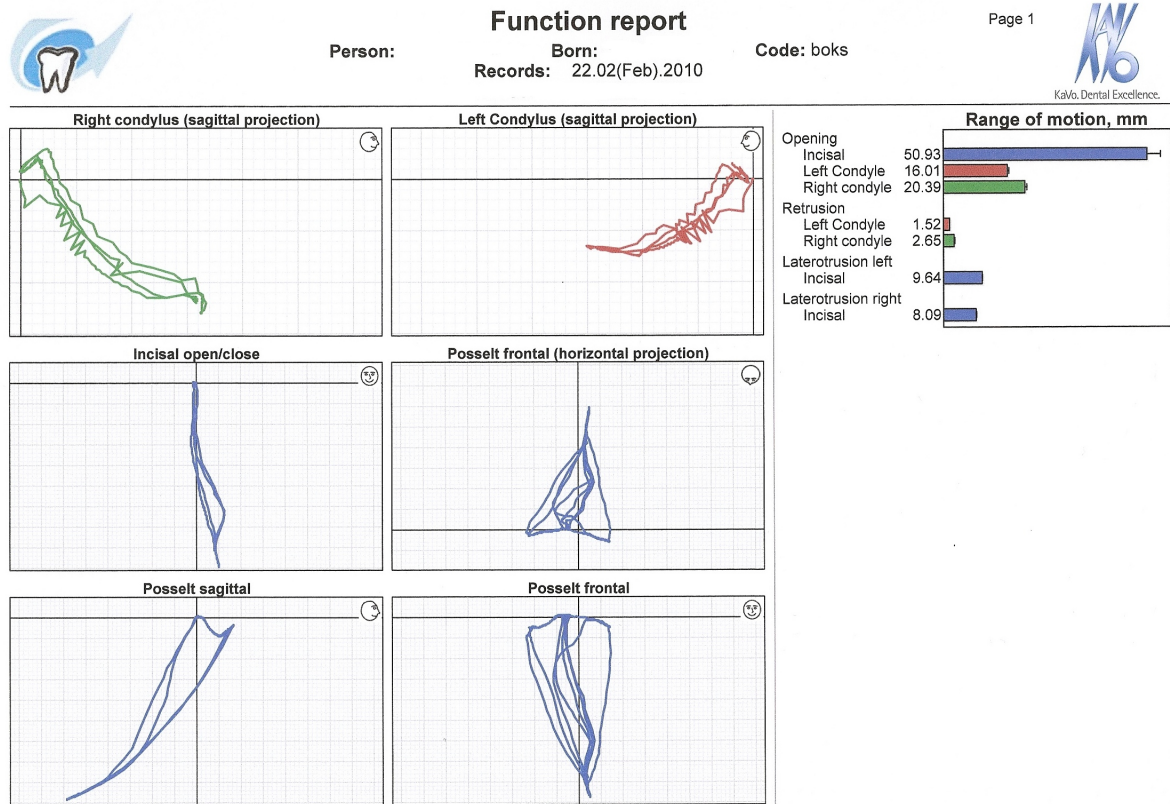 Function report
Page 1
KAVO
Person: Born: Code: boks
Records: 22.02(Feb).2010
KaVo. Dental Excellence.
Right condylus (sagittal projection)
Left Condylus (sagittal projection)
Range of motion, mm
Opening
Incisal 50.93
Left Condyle 16.01
Right condyle 20.39
Retrusion
Left Condyle 1.52
Right condyle 2.65
Laterotrusion left
Incisal 9.64
Laterotrusion right
Incisal 8.09
Incisal open/close
Posselt frontal (horizontal projection)
Posselt sagittal
Posselt frontal